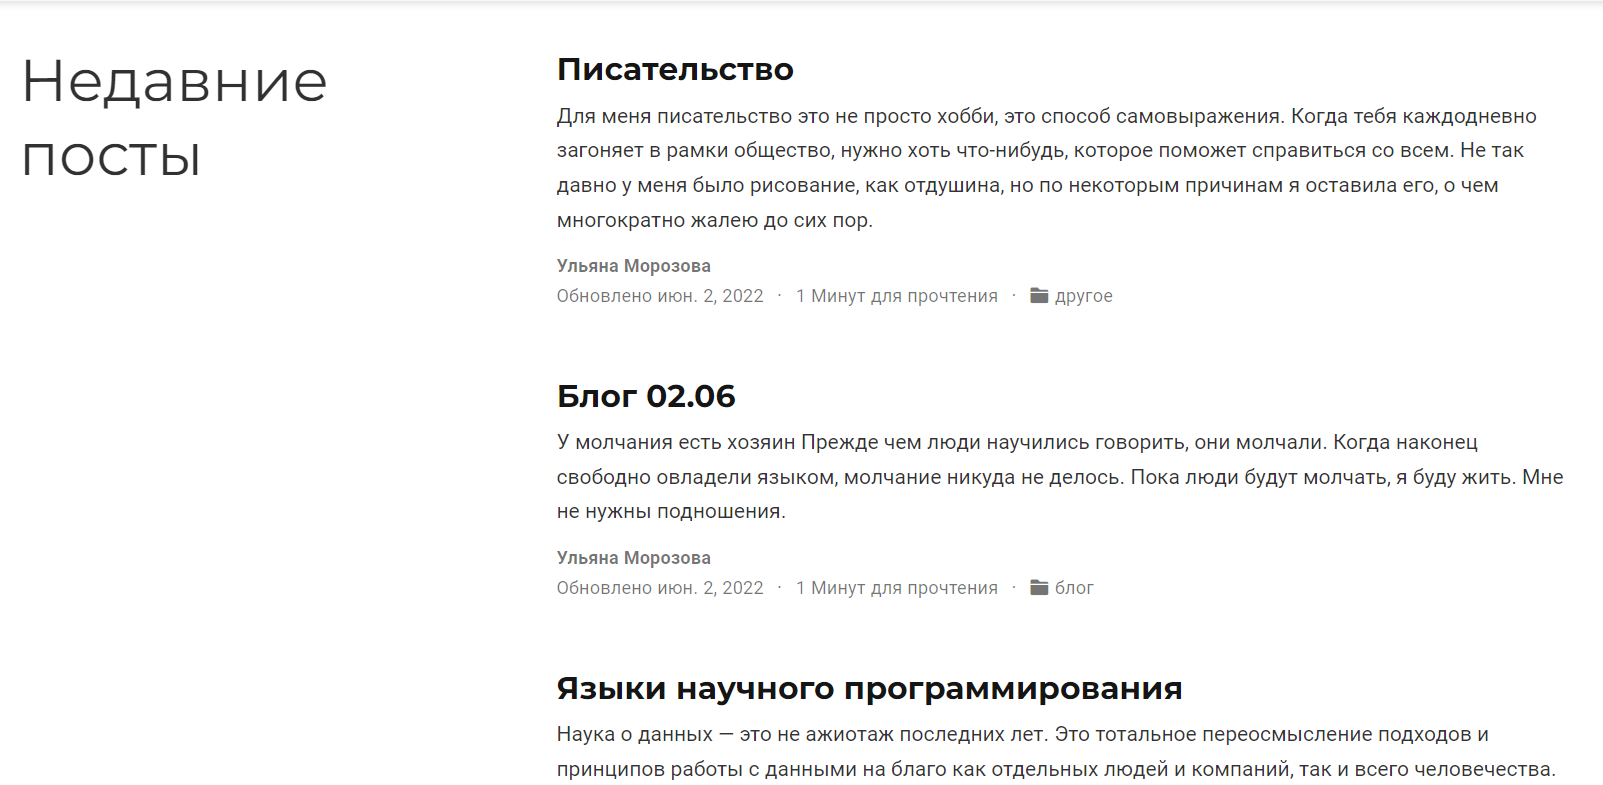 Недавние
посты
Писательство
Для меня писательство это не просто хобби, это способ самовыражения. Когда тебя каждодневно
загоняет в рамки общество, нужно хоть что-нибудь, которое поможет справиться со всем. Не так
давно у меня было рисование, как отдушина, но по некоторым причинам я оставила его, о чем
многократно жалею до сих пор.
Ульяна Морозова
Обновлено июн. 2, 2022 · 1 Минут для прочтения · другое
Блог 02.06
У молчания есть хозяин Прежде чем люди научились говорить, они молчали. Когда наконец
свободно овладели языком, молчание никуда не делось. Пока люди будут молчать, я буду жить. Мне
не нужны подношения.
Ульяна Морозова
Обновлено июн. 2, 2022 · 1 Минут для прочтения · блог
Языки научного программирования
Наука о данных — это не ажиотаж последних лет. Это тотальное переосмысление подходов и
принципов работы с данными на благо как отдельных людей и компаний, так и всего человечества.